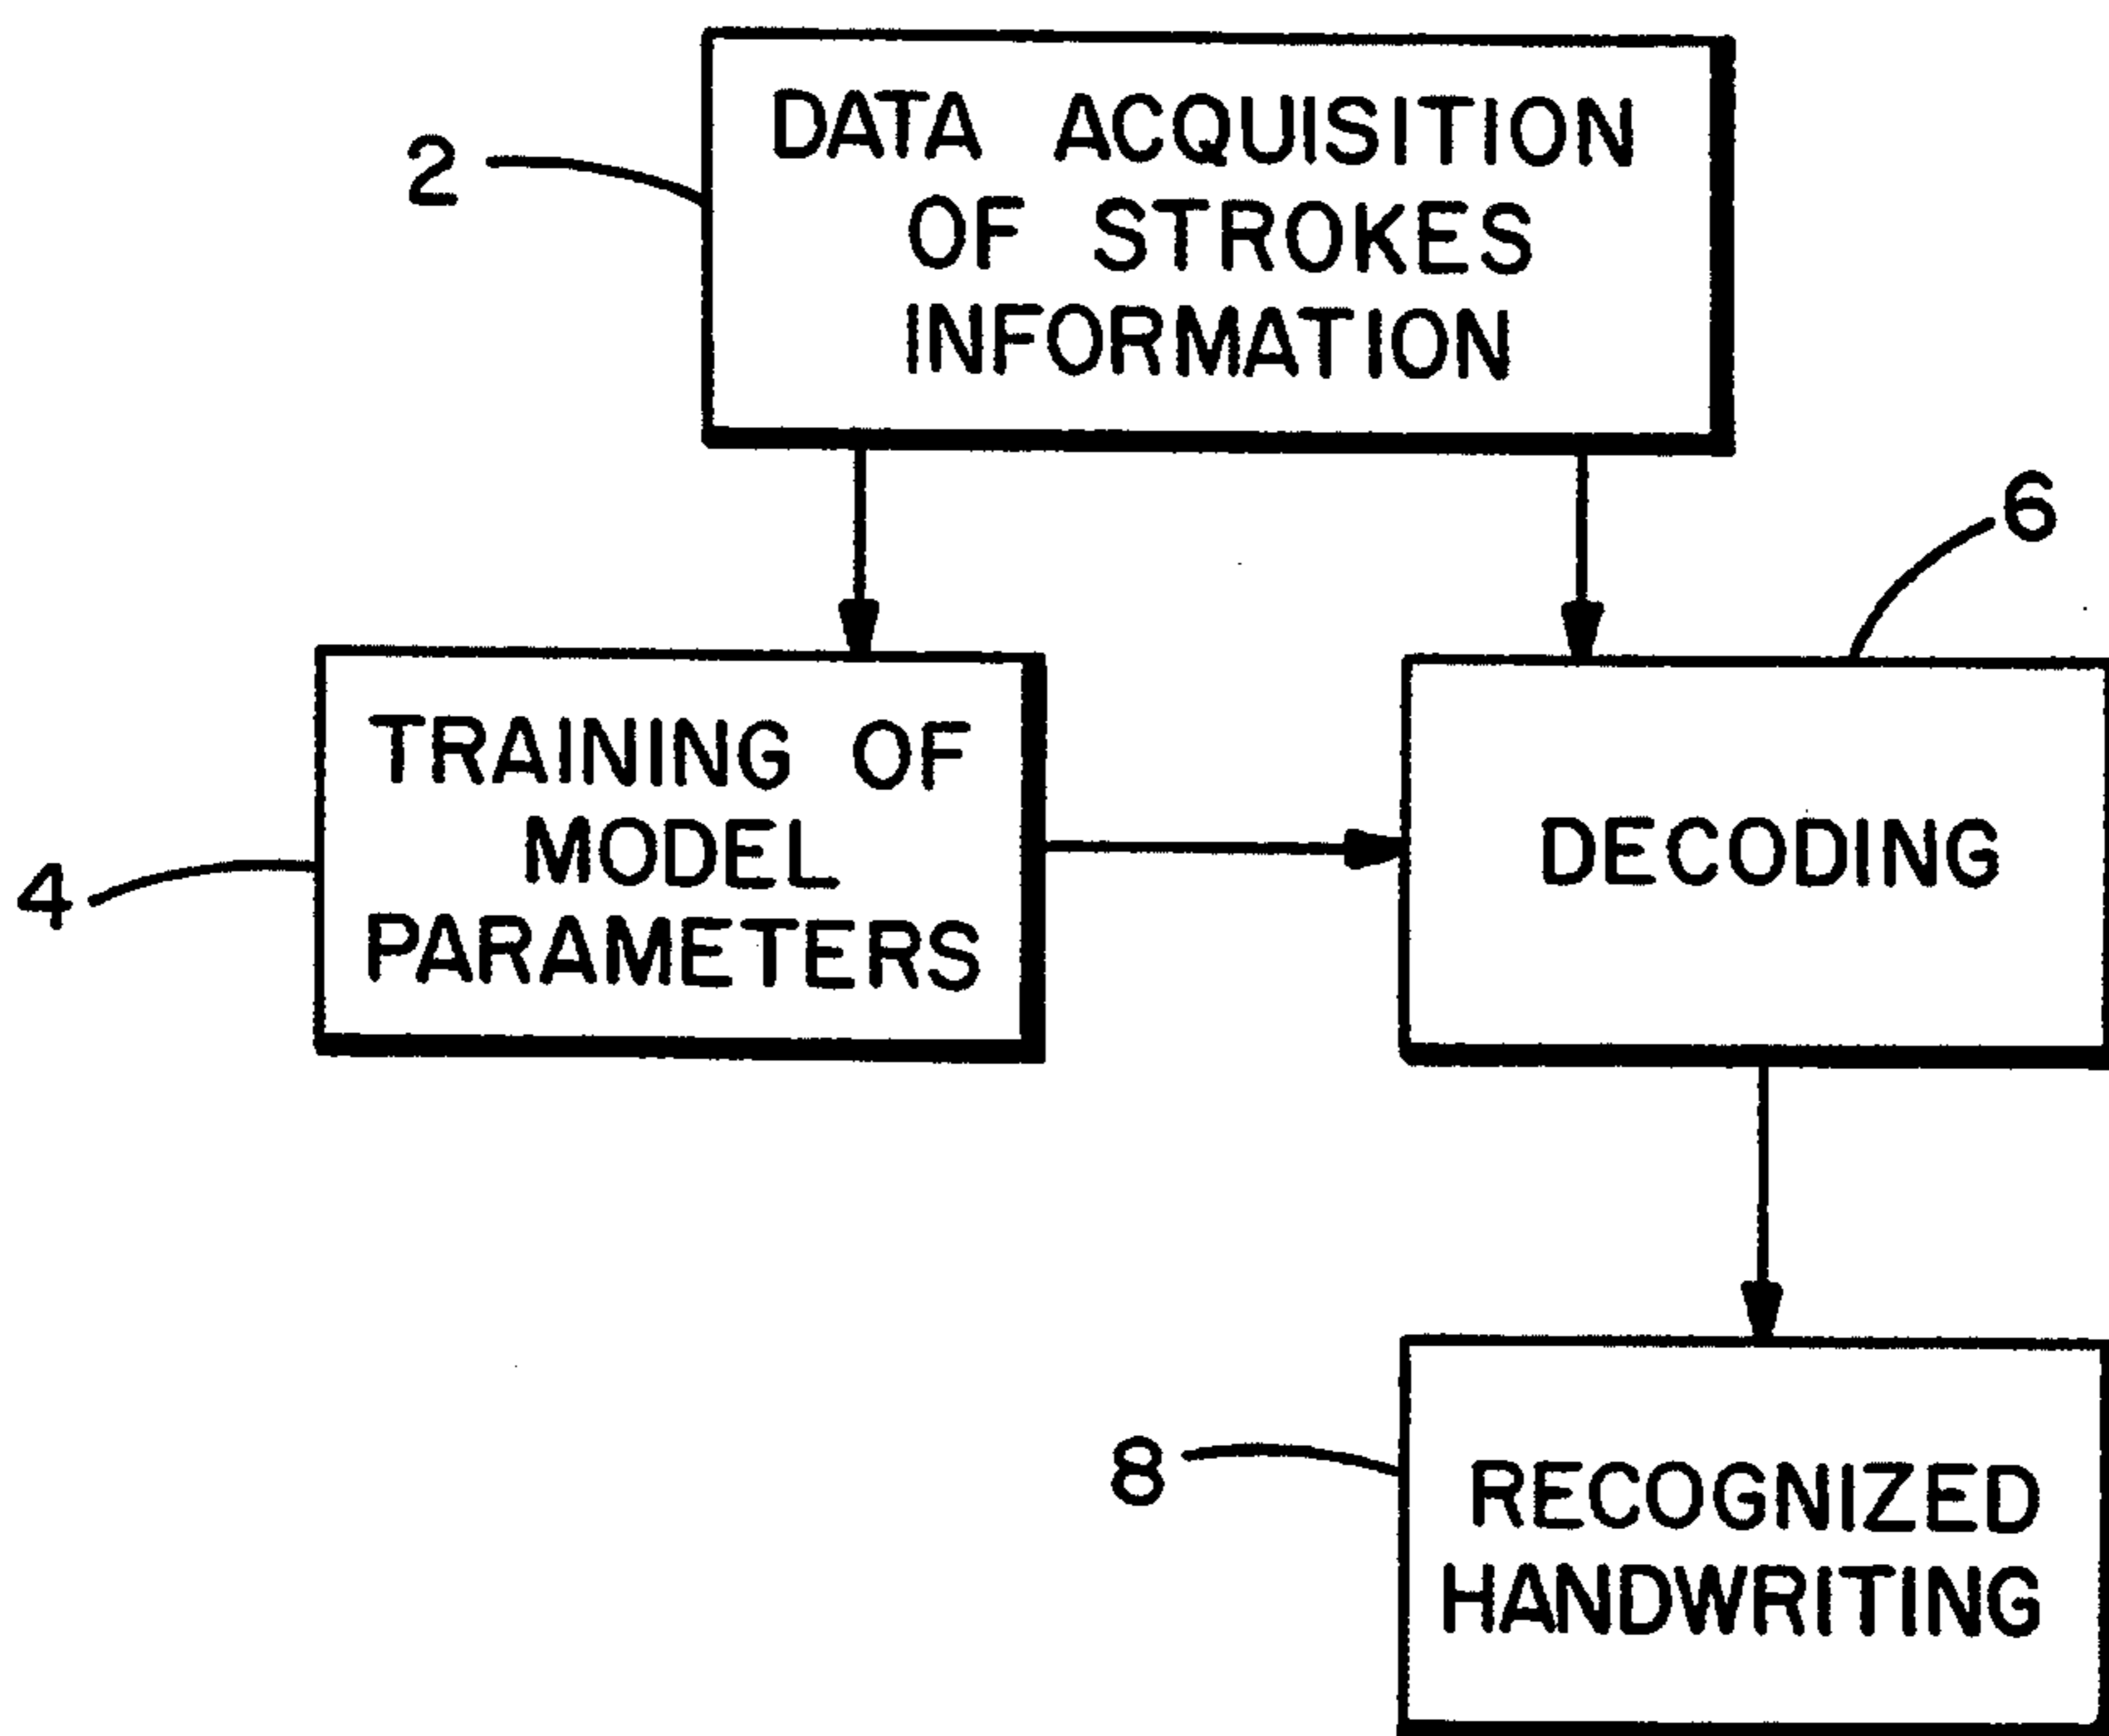 2
DATA ACQUISITION
OF STROKES
INFORMATION
6
4
TRAINING OF
MODEL
PARAMETERS
DECODING
8
RECOGNIZED
HANDWRITING